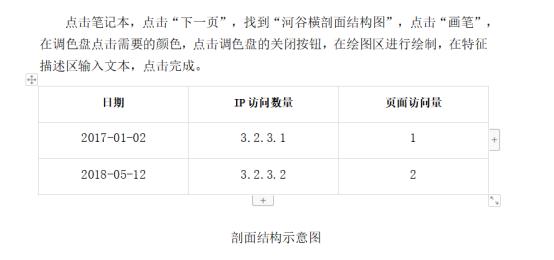 点击笔记本，点击“下一页”，找到“河谷横剖面结构图”，点击“画笔”，
在调色盘点击需要的颜色，点击调色盘的关闭按钮，在绘图区进行绘制，在特征
描述区输入文本，点击完成。
日期 IP 访问数量 页面访问量
2017-01-02 3.2.3.1 1
2018-05-12 3.2.3.2 2
剖面结构示意图